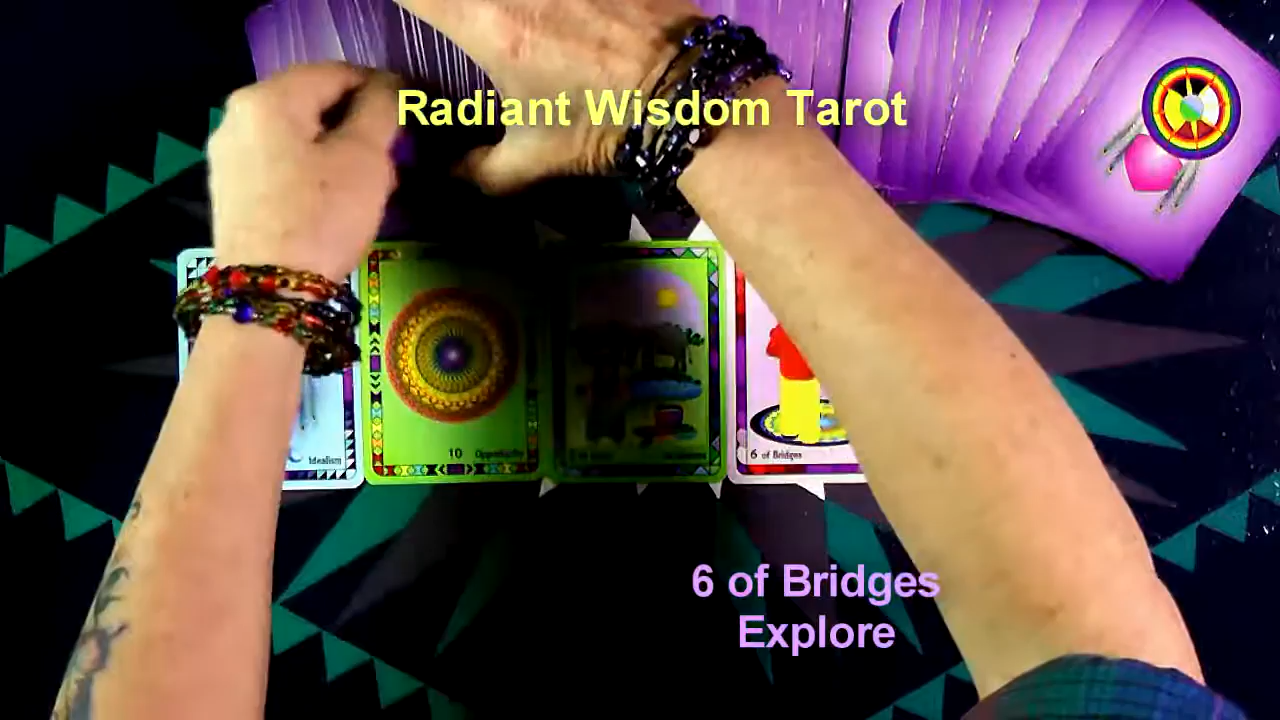 Radiant Wisdom Tarot
Idealism
10 Opportunity
6 of Bridges
6 of Bridges
Explore